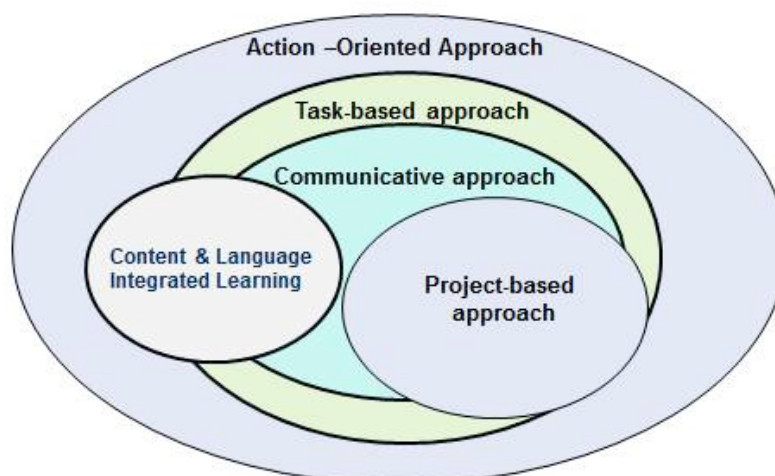 Action –Oriented Approach
Task-based approach
Communicative approach
Content & Language
Integrated Learning
Project-based
approach